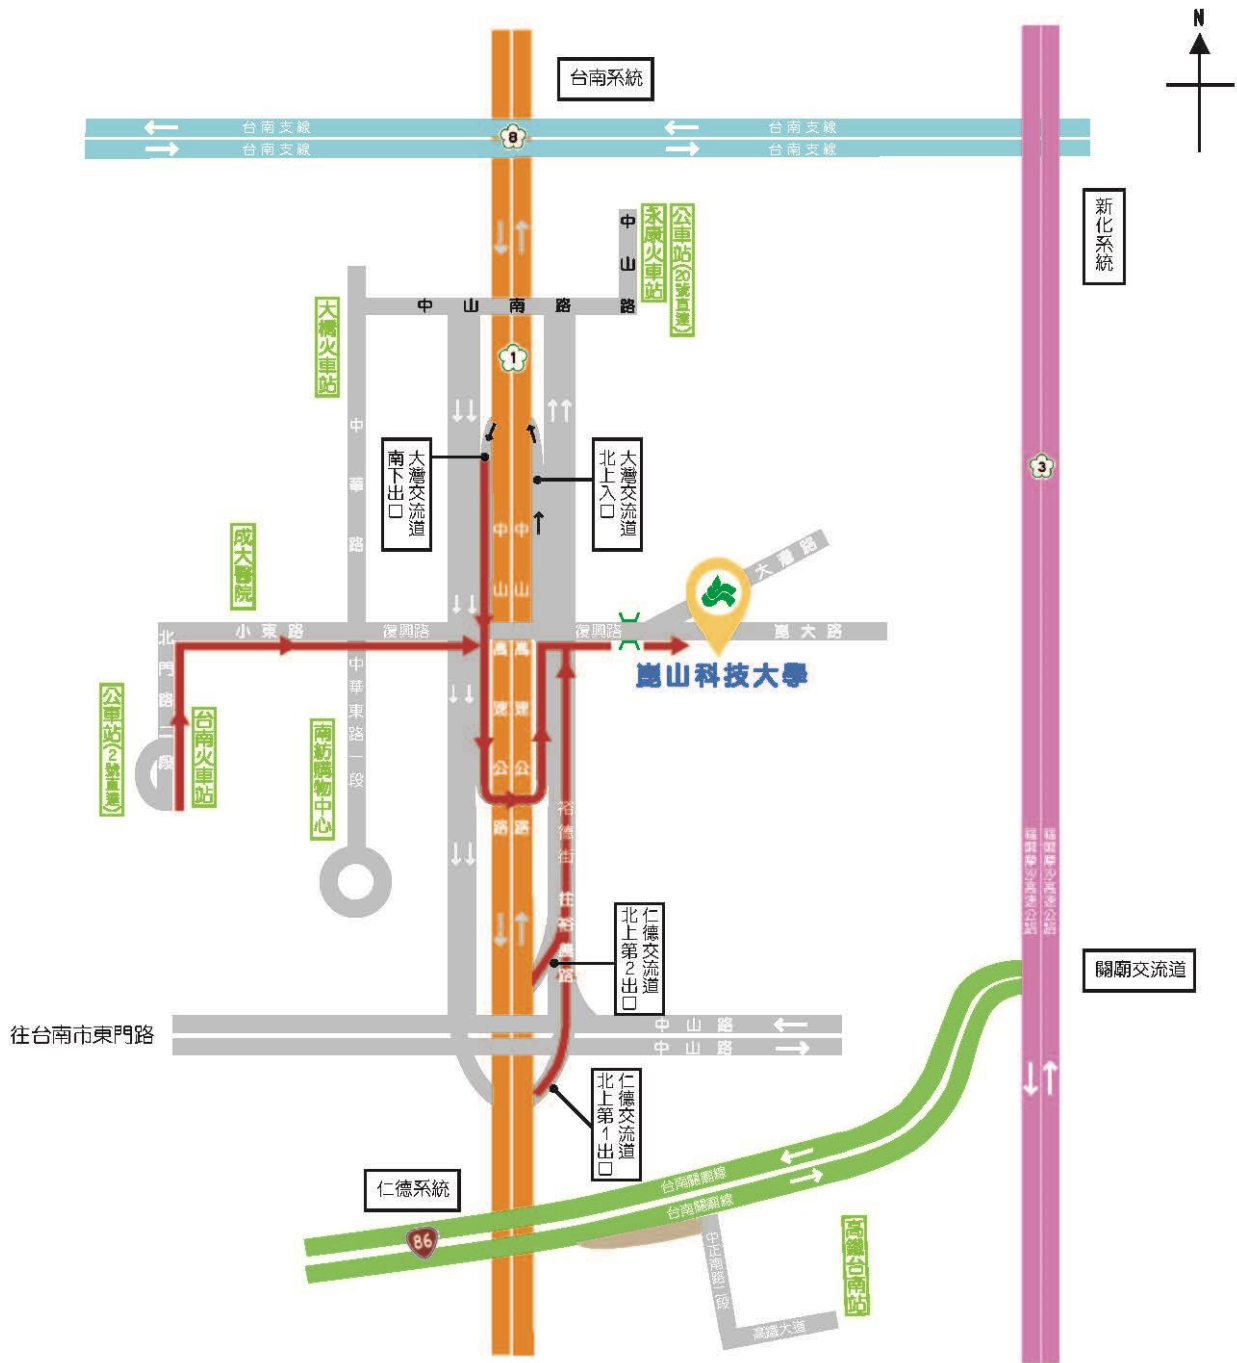 N
台南系統
台南支線
台南支線
台南支線
台南支線
8
新化系統
中山路
永康火車站
公車站(20號直達)
中山南路
大橋火車站
1
3
中華路
大灣交流道
南下出口
大灣交流道
北上入口
成大醫院
中山高速公路
中山高速公路
大灣路
小東路
復興路
復興路
崑大路
崑山科技大學
北門路二段
中華東路一段
公車站(2號直達)
台南火車站
南紡購物中心
裕德街
往裕農路
福爾摩沙高速公路
福爾摩沙高速公路
仁德交流道
北上第2出口
關廟交流道
往台南市東門路
中山路
中山路
仁德交流道
北上第1出口
仁德系統
台南關廟線
台南關廟線
86
中正南路二段
高鐵台南站
高鐵大道